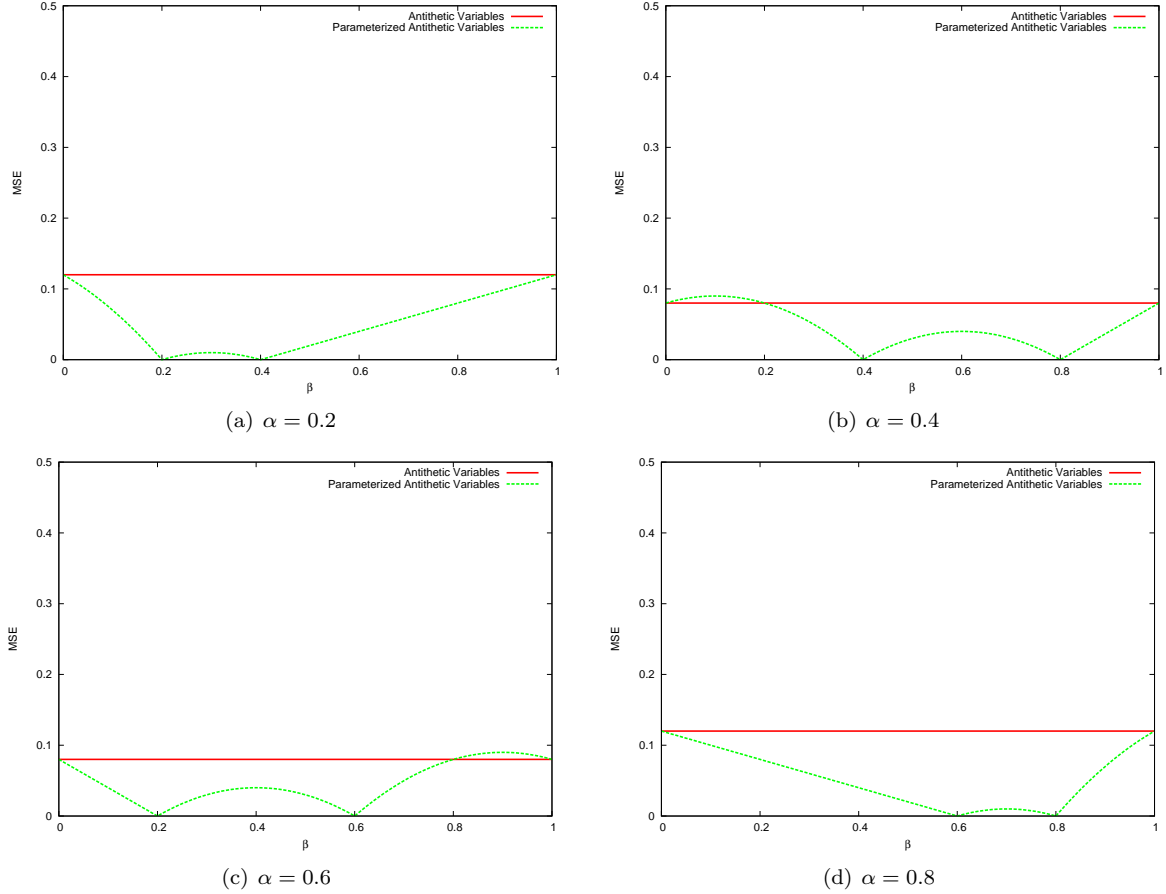 Antithetic Variables
Parameterized Antithetic Variables
0.5
0.4
0.3
0.2
0.1
0
MSE
0 0.2 0.4 0.6 0.8 1
β
(a) α = 0.2
Antithetic Variables
Parameterized Antithetic Variables
0.5
0.4
0.3
0.2
0.1
0
MSE
0 0.2 0.4 0.6 0.8 1
β
(b) α = 0.4
Antithetic Variables
Parameterized Antithetic Variables
0.5
0.4
0.3
0.2
0.1
0
MSE
0 0.2 0.4 0.6 0.8 1
β
(c) α = 0.6
Antithetic Variables
Parameterized Antithetic Variables
0.5
0.4
0.3
0.2
0.1
0
MSE
0 0.2 0.4 0.6 0.8 1
β
(d) α = 0.8